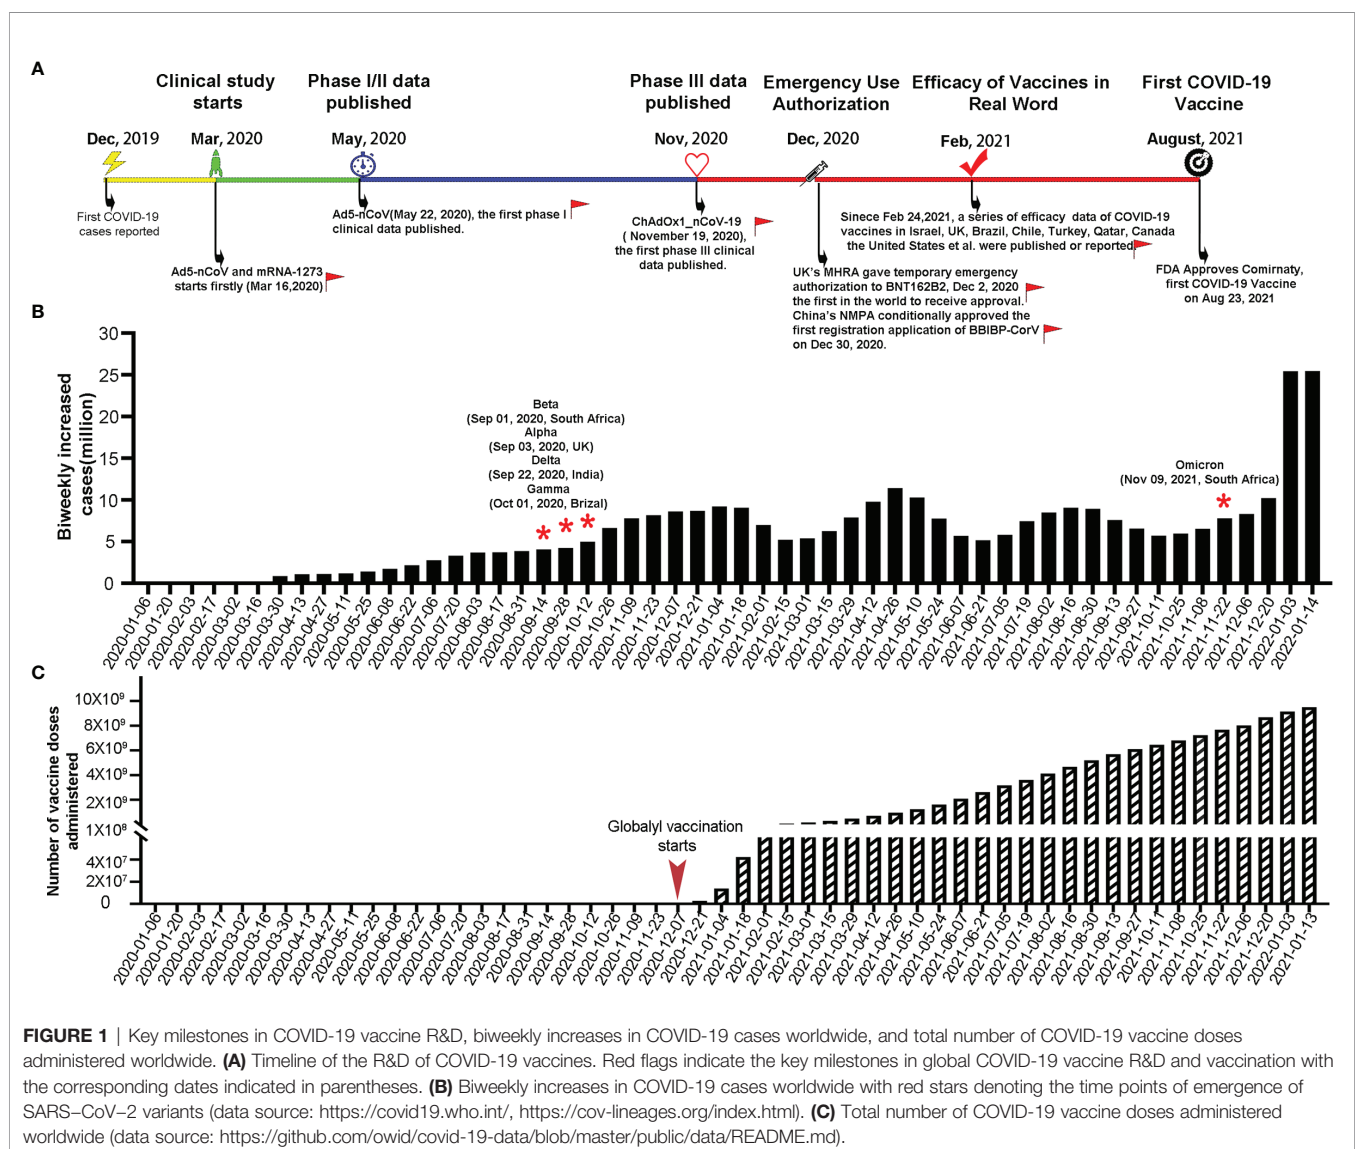 A
Clinical study
starts
Phase I/II data
published
Phase III data
published
Emergency Use
Authorization
Efficacy of Vaccines in
Real Word
First COVID-19
Vaccine
Dec, 2019
Mar, 2020
May, 2020
Nov, 2020
Dec, 2020
Feb, 2021
August, 2021
First COVID-19
cases reported
Ad5-nCoV and mRNA-1273
starts firstly (Mar 16,2020)
Ad5-nCoV(May 22, 2020), the first phase I
clinical data published.
ChAdOx1_nCoV-19
( November 19, 2020),
the first phase III clinical
data published.
UK's MHRA gave temporary emergency
authorization to BNT162B2, Dec 2, 2020
the first in the world to receive approval.
China's NMPA conditionally approved the
first registration application of BBIBP-CorV
on Dec 30, 2020.
Sinece Feb 24,2021, a series of efficacy data of COVID-19
vaccines in Israel, UK, Brazil, Chile, Turkey, Qatar, Canada
the United States et al. were published or reported
FDA Approves Comirnaty,
first COVID-19 Vaccine
on Aug 23, 2021
B
Biweekly increased
cases(million)
30
25
20
15
10
5
0
Beta
(Sep 01, 2020, South Africa)
Alpha
(Sep 03, 2020, UK)
Delta
(Sep 22, 2020, India)
Gamma
(Oct 01, 2020, Brizal)
Omicron
(Nov 09, 2021, South Africa)
2020-01-06
2020-01-20
2020-02-03
2020-02-17
2020-03-02
2020-03-16
2020-03-30
2020-04-13
2020-04-27
2020-05-11
2020-05-25
2020-06-08
2020-06-22
2020-07-06
2020-07-20
2020-08-03
2020-08-17
2020-08-31
2020-09-14
2020-09-28
2020-10-12
2020-10-26
2020-11-09
2020-11-23
2020-12-07
2020-12-21
2021-01-04
2021-01-18
2021-02-01
2021-02-15
2021-03-01
2021-03-15
2021-03-29
2021-04-12
2021-04-26
2021-05-10
2021-05-24
2021-06-07
2021-06-21
2021-07-05
2021-07-19
2021-08-02
2021-08-16
2021-08-30
2021-09-13
2021-09-27
2021-10-11
2021-10-25
2021-11-08
2021-11-22
2021-12-06
2021-12-20
2022-01-03
2022-01-14
C
Number of vaccine doses
administered
10X10⁹
8X10⁹
6X10⁹
4X10⁹
2X10⁹
1X10⁸
4X10⁷
2X10⁷
0
Globalyl vaccination
starts
2020-01-06
2020-01-20
2020-02-03
2020-02-17
2020-03-02
2020-03-16
2020-03-30
2020-04-13
2020-04-27
2020-05-11
2020-05-25
2020-06-08
2020-06-22
2020-07-06
2020-07-20
2020-08-03
2020-08-17
2020-08-31
2020-09-14
2020-09-28
2020-10-12
2020-10-26
2020-11-09
2020-11-23
2020-12-07
2020-12-21
2021-01-04
2021-01-18
2021-02-01
2021-02-15
2021-03-01
2021-03-15
2021-03-29
2021-04-12
2021-04-26
2021-05-10
2021-05-24
2021-06-07
2021-06-21
2021-07-05
2021-07-19
2021-08-02
2021-08-16
2021-08-30
2021-09-13
2021-09-27
2021-10-11
2021-11-08
2021-10-25
2021-11-22
2021-12-06
2021-12-20
2022-01-03
2021-01-13
FIGURE 1 | Key milestones in COVID-19 vaccine R&D, biweekly increases in COVID-19 cases worldwide, and total number of COVID-19 vaccine doses
administered worldwide. (A) Timeline of the R&D of COVID-19 vaccines. Red flags indicate the key milestones in global COVID-19 vaccine R&D and vaccination with
the corresponding dates indicated in parentheses. (B) Biweekly increases in COVID-19 cases worldwide with red stars denoting the time points of emergence of
SARS–CoV–2 variants (data source: https://covid19.who.int/, https://cov-lineages.org/index.html). (C) Total number of COVID-19 vaccine doses administered
worldwide (data source: https://github.com/owid/covid-19-data/blob/master/public/data/README.md).